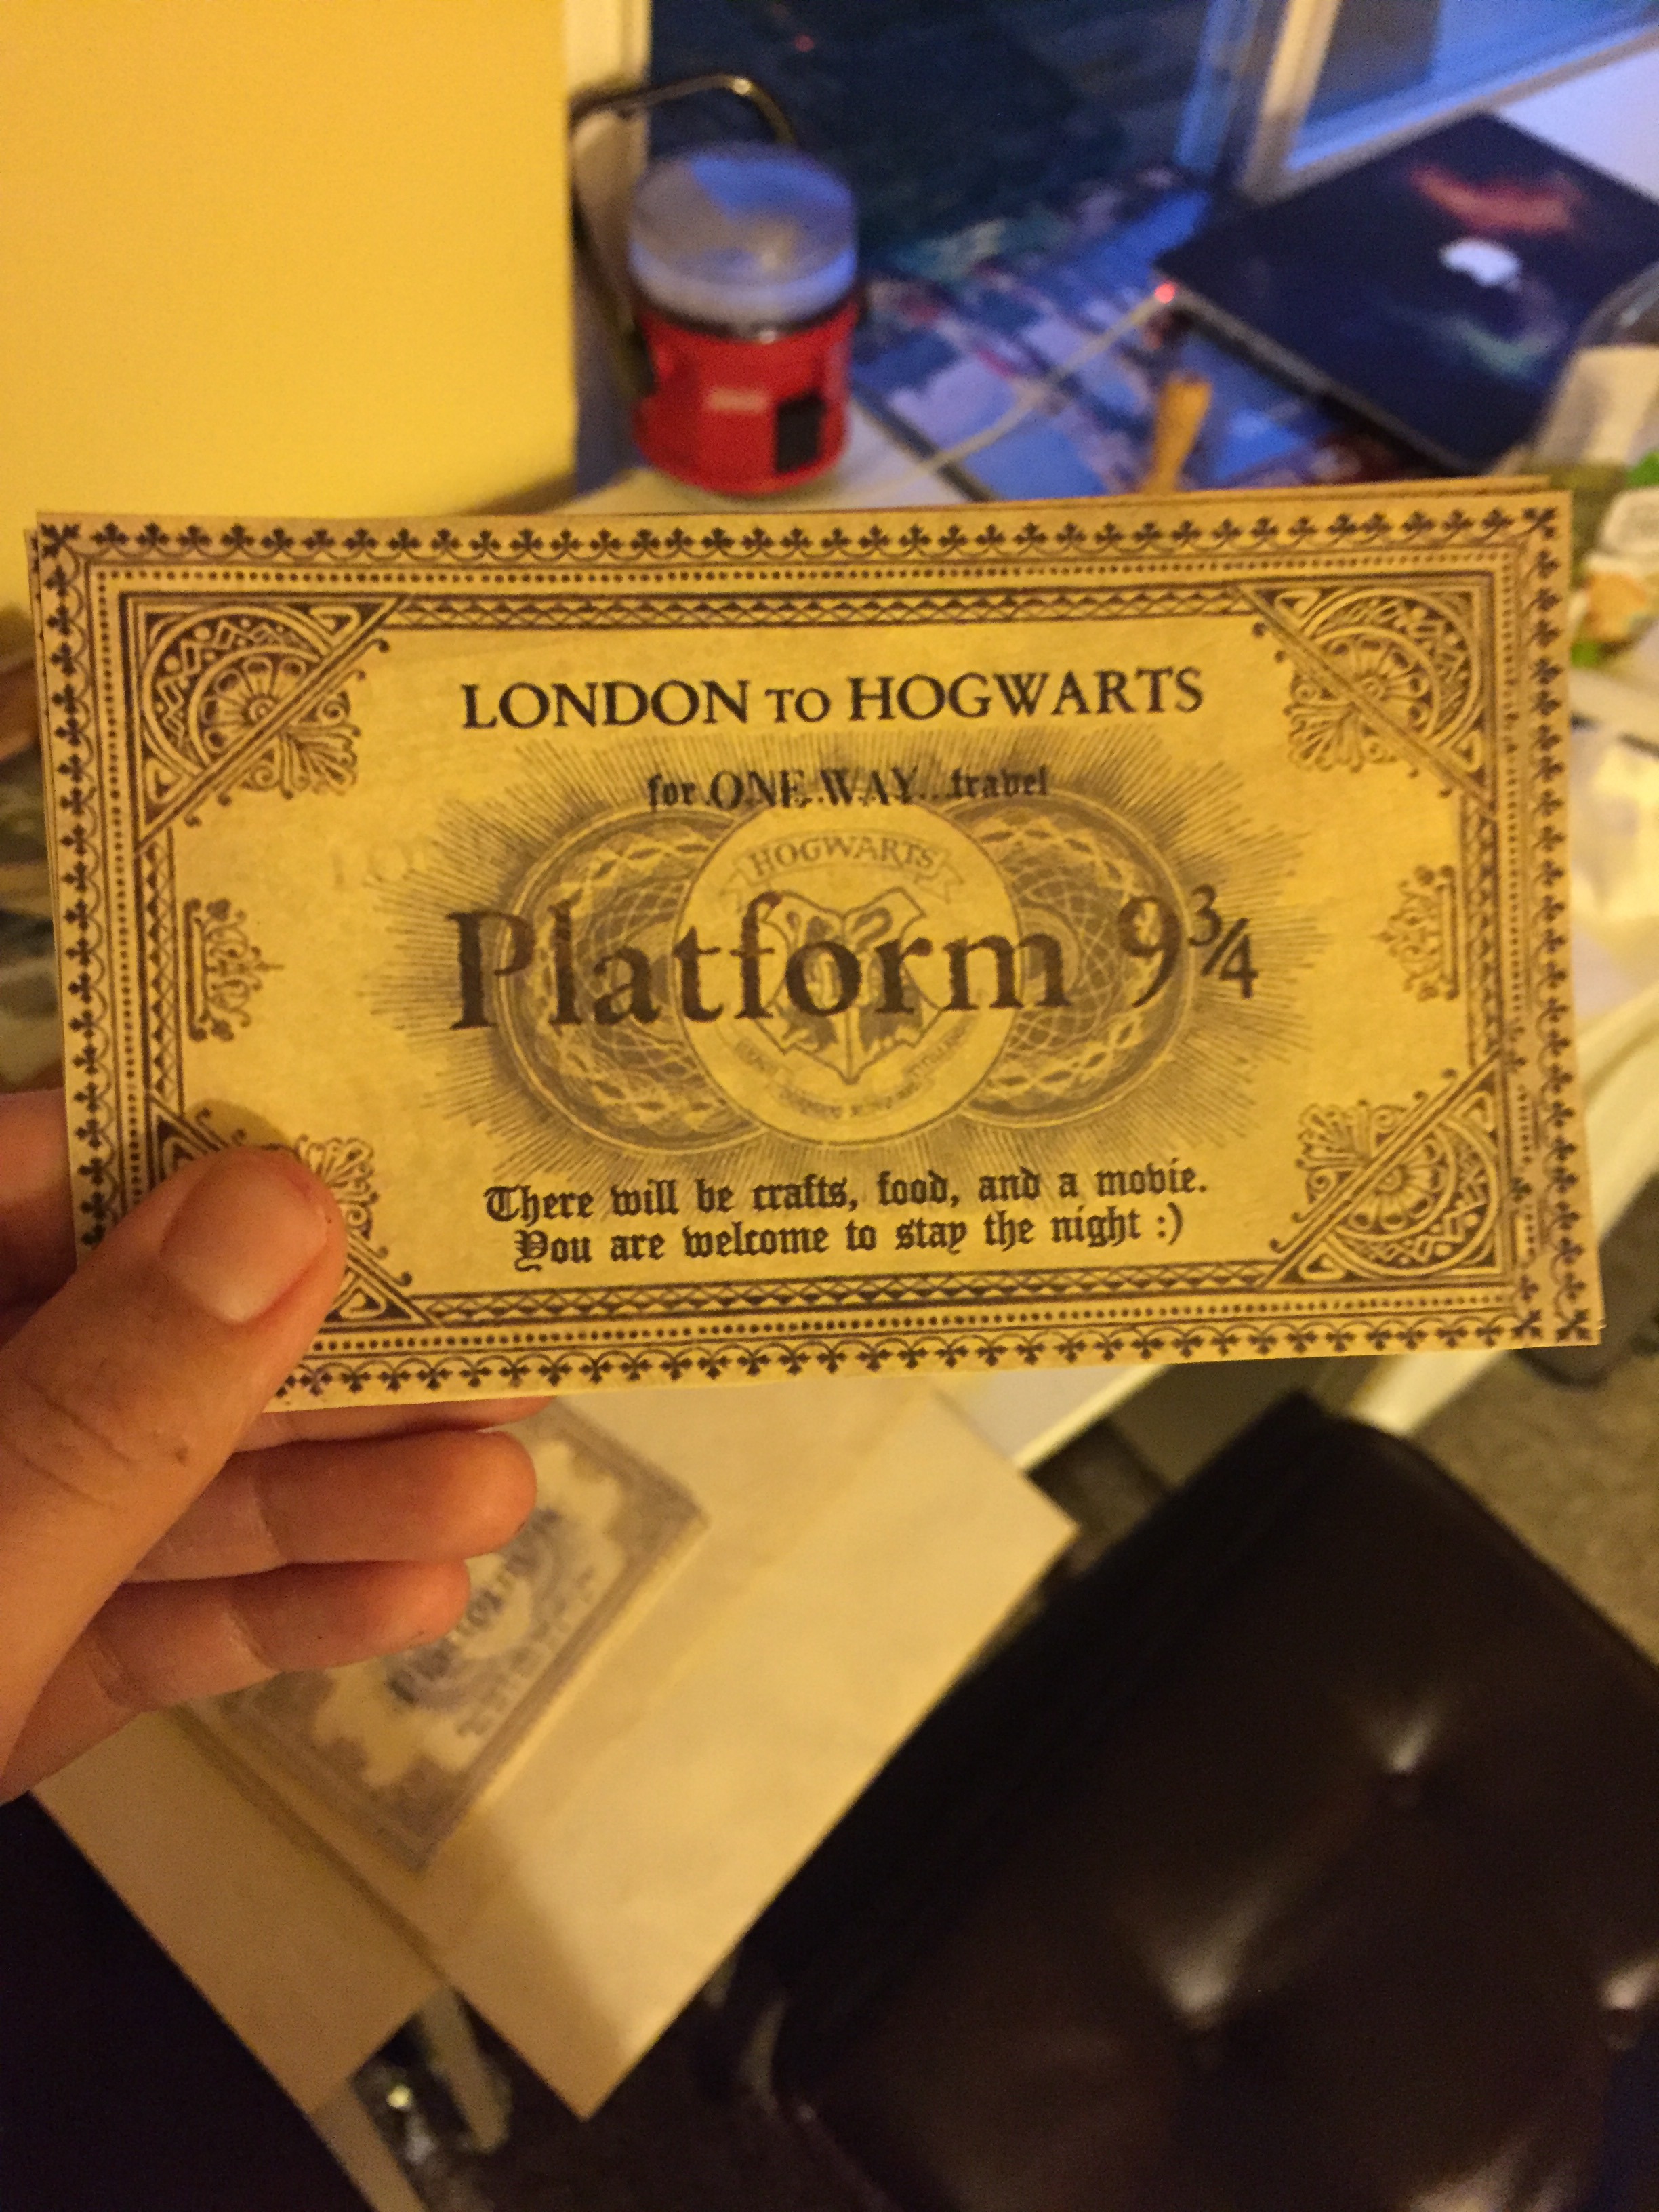 LONDON TO HOGWARTS
for ONE WAY travel
HOGWARTS
Platform 9¾
There will be crafts, food, and a movie.
You are welcome to stay the night :)